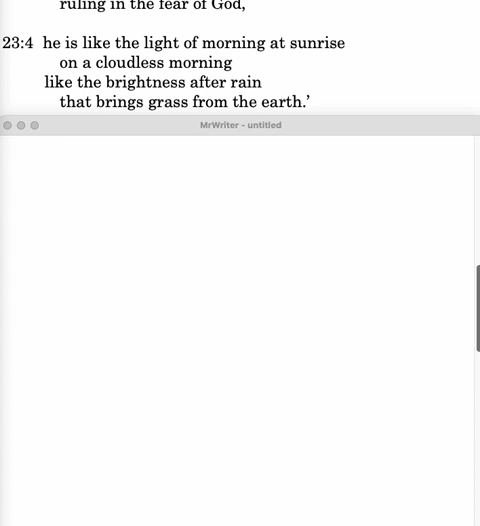 ruling in the fear of God,
23:4 he is like the light of morning at sunrise
on a cloudless morning
like the brightness after rain
that brings grass from the earth.’
MrWriter - untitled